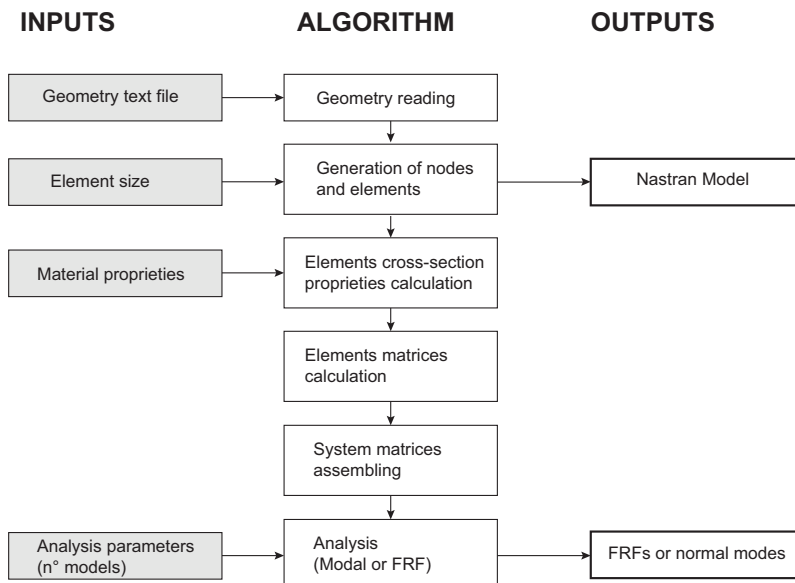 INPUTS
ALGORITHM
OUTPUTS
Geometry text file
Geometry reading
Element size
Generation of nodes
and elements
Nastran Model
Material proprieties
Elements cross-section
proprieties calculation
Elements matrices
calculation
System matrices
assembling
Analysis parameters
(n° models)
Analysis
(Modal or FRF)
FRFs or normal modes